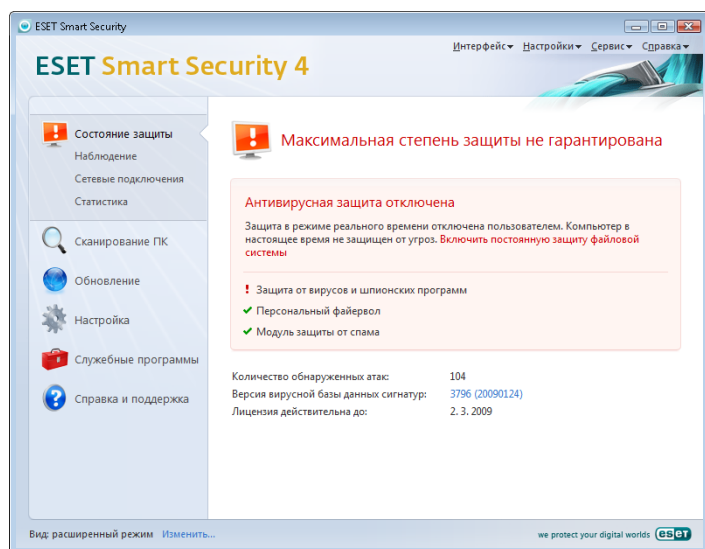 ESET Smart Security
Интерфейс Настройки Сервис Справка
ESET Smart Security 4
Состояние защиты
Наблюдение
Сетевые подключения
Статистика
Сканирование ПК
Обновление
Настройка
Служебные программы
Справка и поддержка
Максимальная степень защиты не гарантирована
Антивирусная защита отключена
Защита в режиме реального времени отключена пользователем. Компьютер в
настоящее время не защищен от угроз. Включить постоянную защиту файловой
системы
Защита от вирусов и шпионских программ
Персональный файервол
Модуль защиты от спама
Количество обнаруженных атак: 104
Версия вирусной базы данных сигнатур: 3796 (20090124)
Лицензия действительна до: 2. 3. 2009
Вид: расширенный режим Изменить...
we protect your digital worlds eset